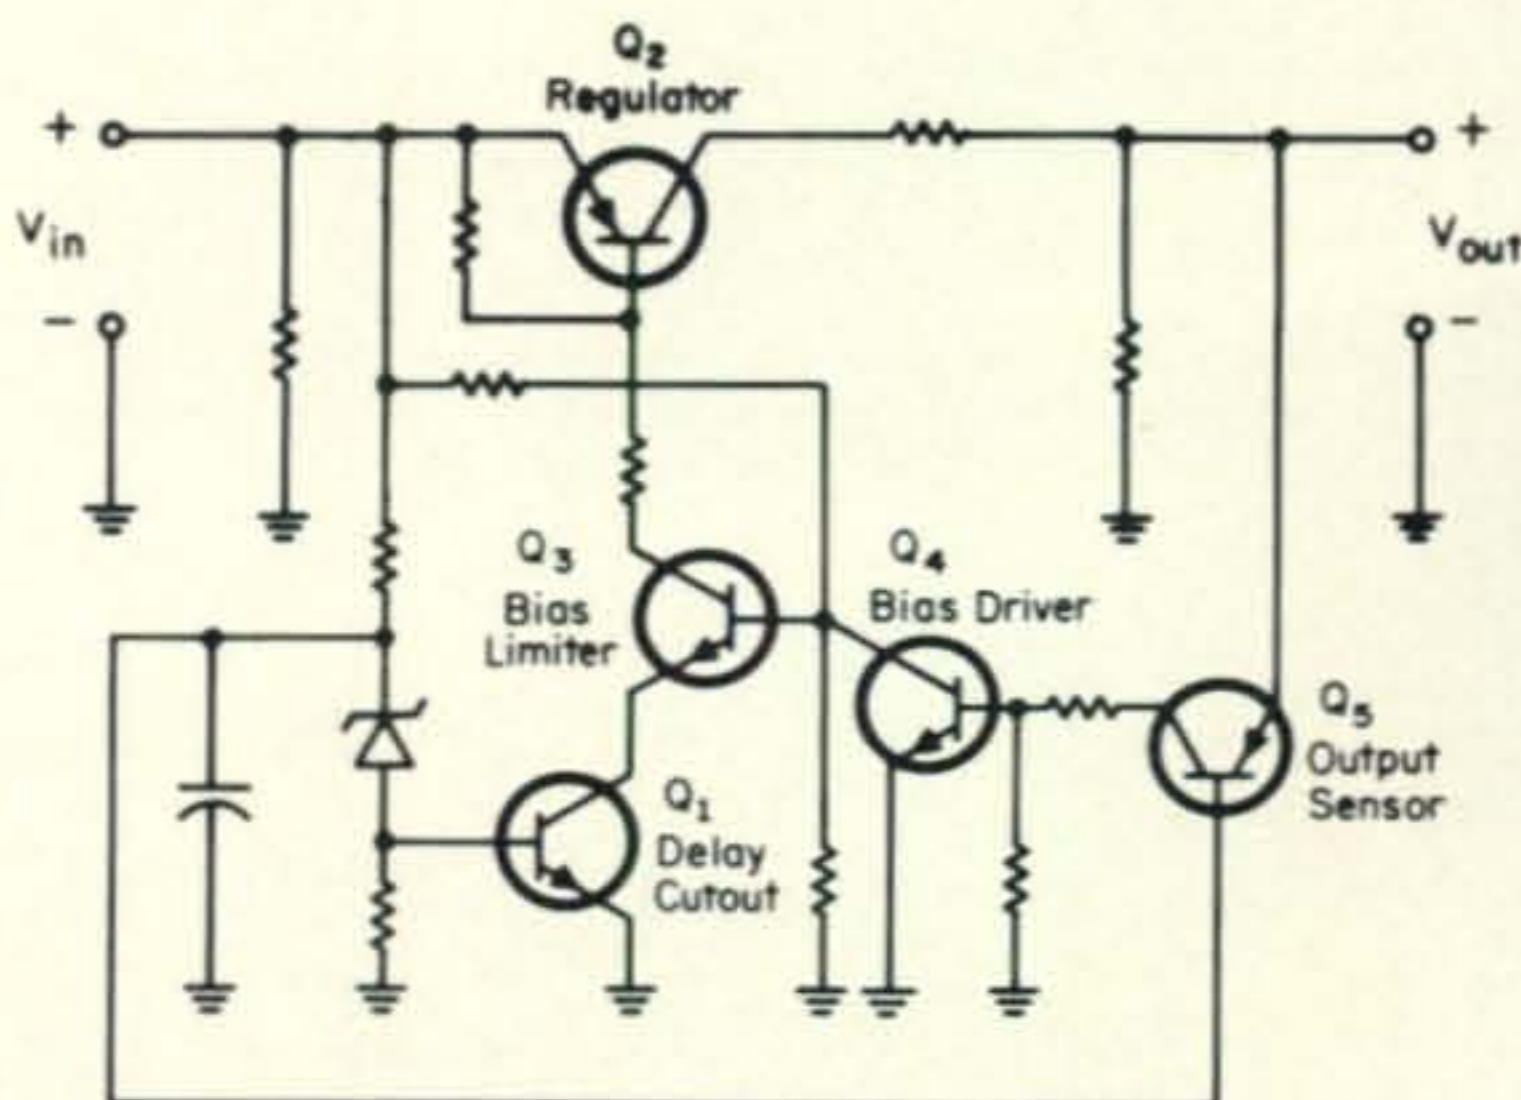 Q2
Regulator
+
+
Vin
Vout
-
-
Q3
Bias
Limiter
Q4
Bias Driver
Q5
Output
Sensor
Q1
Delay
Cutout